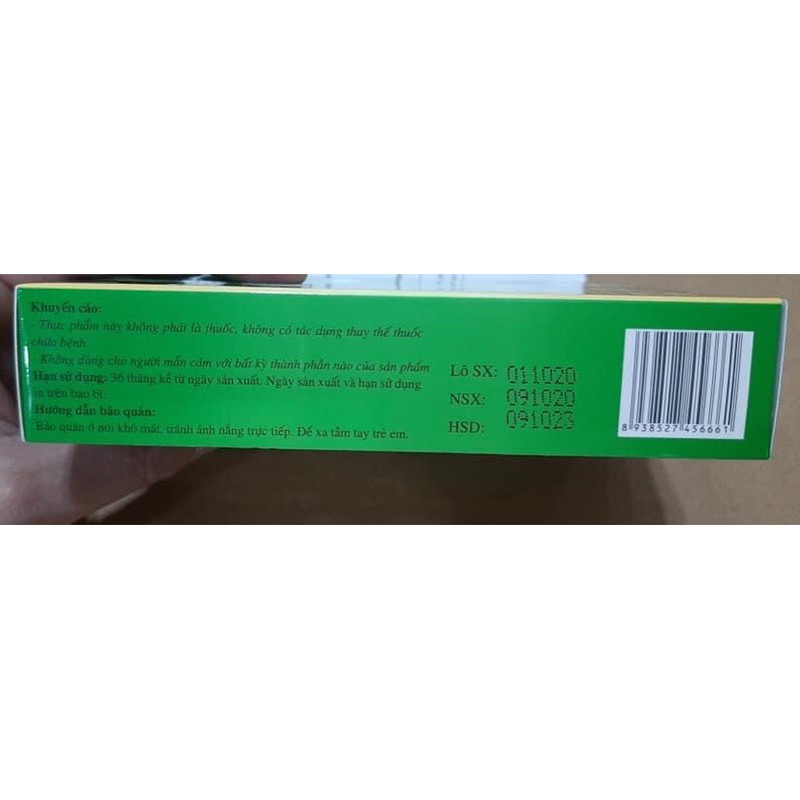 Khuyến cáo:
- Thực phẩm này không phải là thuốc, không có tác dụng thay thế thuốc
chữa bệnh.
- Không dùng cho người mẫn cảm với bất kỳ thành phần nào của sản phẩm
Hạn sử dụng: 36 tháng kể từ ngày sản xuất. Ngày sản xuất và hạn sử dụng
in trên bao bì.
Hướng dẫn bảo quản:
Bảo quản ở nơi khô mát, tránh ánh nắng trực tiếp. Để xa tầm tay trẻ em.
Lô SX: 011020
NSX: 091020
HSD: 091023
8 938527 456661